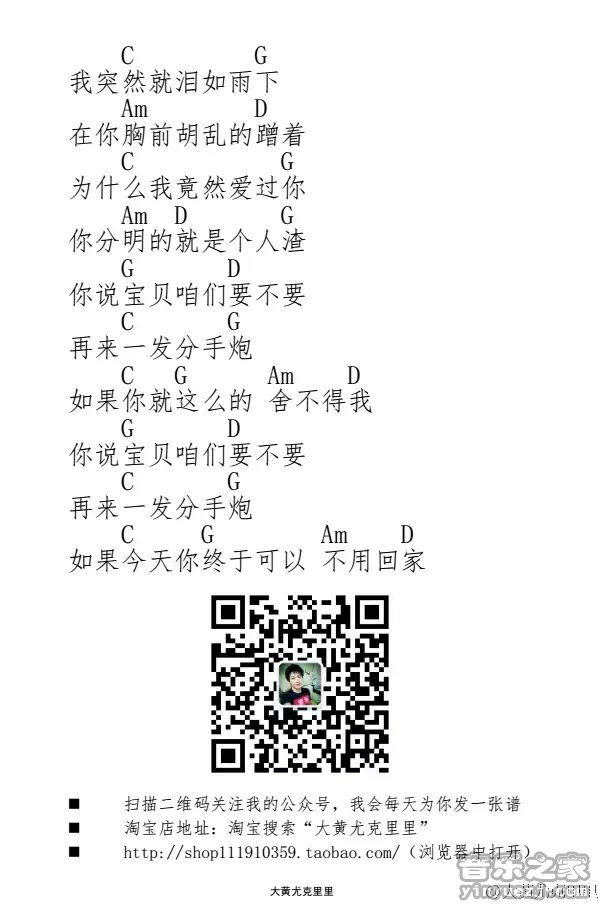 C G
我突然就泪如雨下
Am D
在你胸前胡乱的蹭着
C G
为什么我竟然爱过你
Am D G
你分明的就是个人渣
G D
你说宝贝咱们要不要
C G
再来一发分手炮
C G Am D
如果你就这么的 舍不得我
G D
你说宝贝咱们要不要
C G
再来一发分手炮
C G Am D
如果今天你终于可以 不用回家
■ 扫描二维码关注我的公众号，我会每天为你发一张谱
■ 淘宝店地址：淘宝搜索“大黄尤克里里”
■ http://shop111910359.taobao.com/（浏览器中打开）
音乐之家
大黄尤克里里